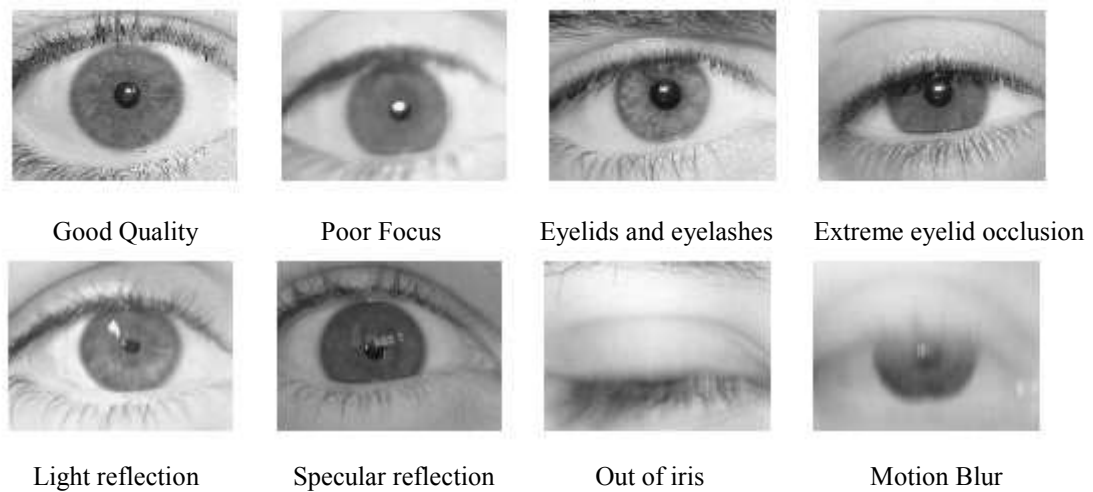 Good Quality Poor Focus Eyelids and eyelashes Extreme eyelid occlusion
Light reflection Specular reflection Out of iris Motion Blur